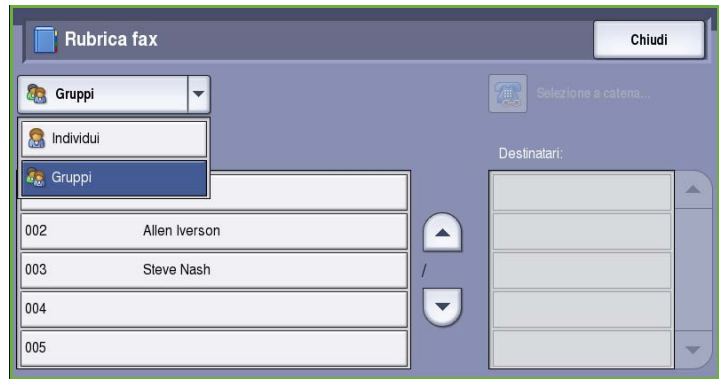 Rubrica fax
Chiudi
Gruppi
Selezione a catena...
Individui
Gruppi
Destinatari:
002 Allen Iverson
003 Steve Nash
/
004
005